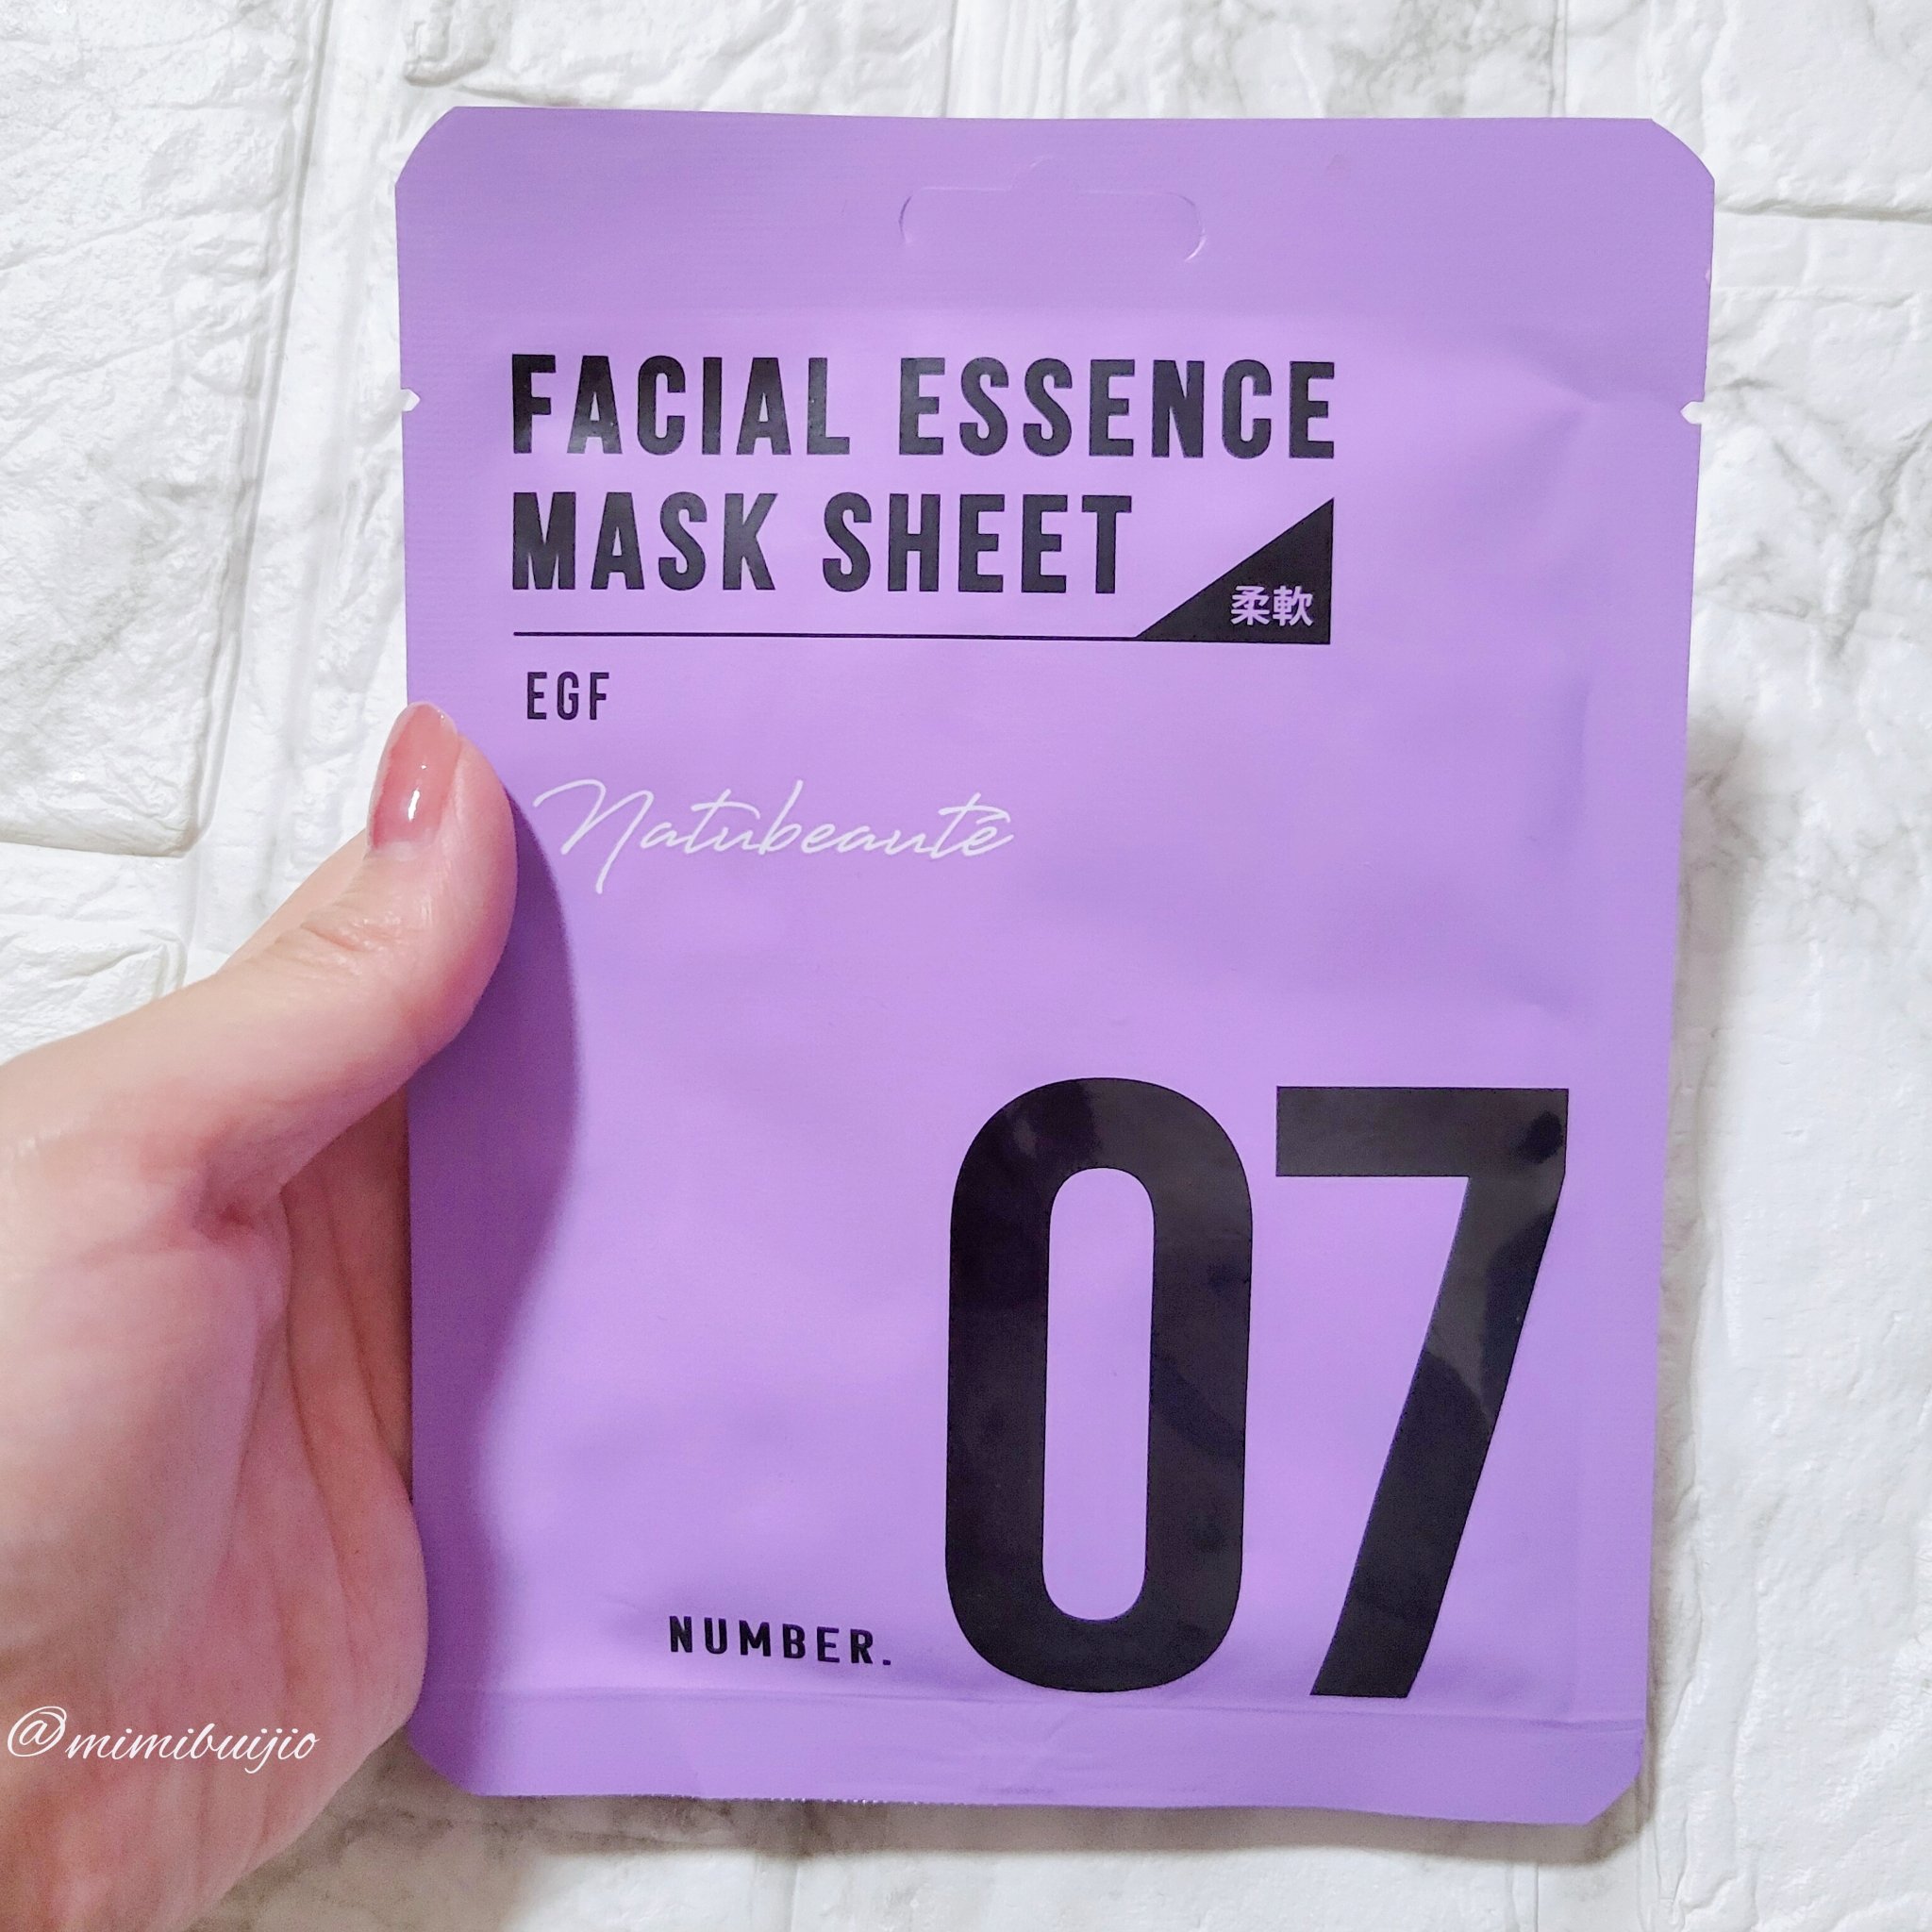 FACIAL ESSENCE
MASK SHEET
柔軟
EGF
Natubeauté
NUMBER. 07
@mimibuijio